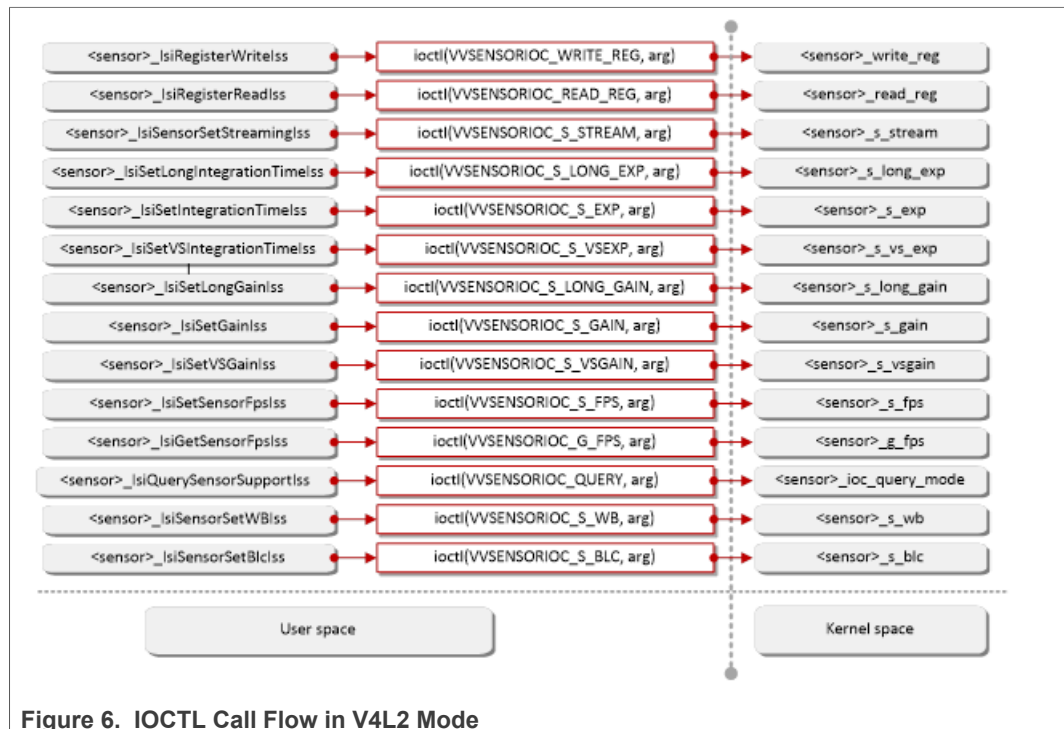 <sensor>_IsiRegisterWriteIss ioctl(VVSENSORIOC_WRITE_REG, arg) <sensor>_write_reg
<sensor>_IsiRegisterReadIss ioctl(VVSENSORIOC_READ_REG, arg) <sensor>_read_reg
<sensor>_IsiSensorSetStreamingIss ioctl(VVSENSORIOC_S_STREAM, arg) <sensor>_s_stream
<sensor>_IsiSetLongIntegrationTimeIss ioctl(VVSENSORIOC_S_LONG_EXP, arg) <sensor>_s_long_exp
<sensor>_IsiSetIntegrationTimeIss ioctl(VVSENSORIOC_S_EXP, arg) <sensor>_s_exp
<sensor>_IsiSetVSIntegrationTimeIss ioctl(VVSENSORIOC_S_VSEXP, arg) <sensor>_s_vs_exp
<sensor>_IsiSetLongGainIss ioctl(VVSENSORIOC_S_LONG_GAIN, arg) <sensor>_s_long_gain
<sensor>_IsiSetGainIss ioctl(VVSENSORIOC_S_GAIN, arg) <sensor>_s_gain
<sensor>_IsiSetVSGainIss ioctl(VVSENSORIOC_S_VSGAIN, arg) <sensor>_s_vsgain
<sensor>_IsiSetSensorFpsIss ioctl(VVSENSORIOC_S_FPS, arg) <sensor>_s_fps
<sensor>_IsiGetSensorFpsIss ioctl(VVSENSORIOC_G_FPS, arg) <sensor>_g_fps
<sensor>_IsiQuerySensorSupportIss ioctl(VVSENSORIOC_QUERY, arg) <sensor>_ioc_query_mode
<sensor>_IsiSensorSetWBIss ioctl(VVSENSORIOC_S_WB, arg) <sensor>_s_wb
<sensor>_IsiSensorSetBlcIss ioctl(VVSENSORIOC_S_BLC, arg) <sensor>_s_blc
User space Kernel space
Figure 6. IOCTL Call Flow in V4L2 Mode